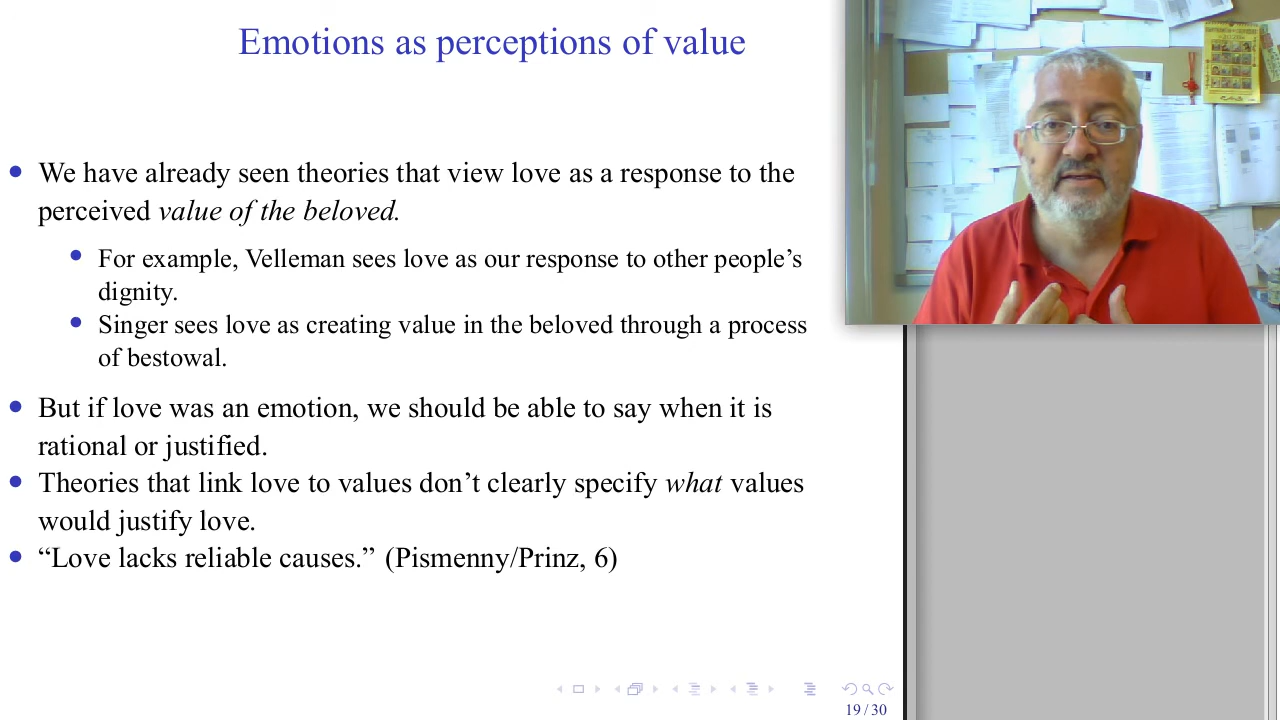 Emotions as perceptions of value
We have already seen theories that view love as a response to the
perceived value of the beloved.
For example, Velleman sees love as our response to other people’s
dignity.
Singer sees love as creating value in the beloved through a process
of bestowal.
But if love was an emotion, we should be able to say when it is
rational or justified.
Theories that link love to values don’t clearly specify what values
would justify love.
“Love lacks reliable causes.” (Pismenny/Prinz, 6)
19 / 30